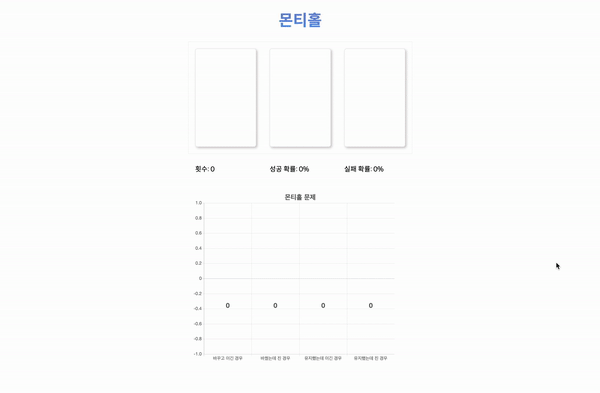 몬티홀
횟수: 0
성공 확률: 0%
실패 확률: 0%
몬티홀 문제
1.0
0.8
0.6
0.4
0.2
0
-0.2
-0.4
-0.6
-0.8
-1.0
0 0 0 0
바꾸고 이긴 경우
바꿨는데 진 경우
유지했는데 이긴 경우
유지했는데 진 경우